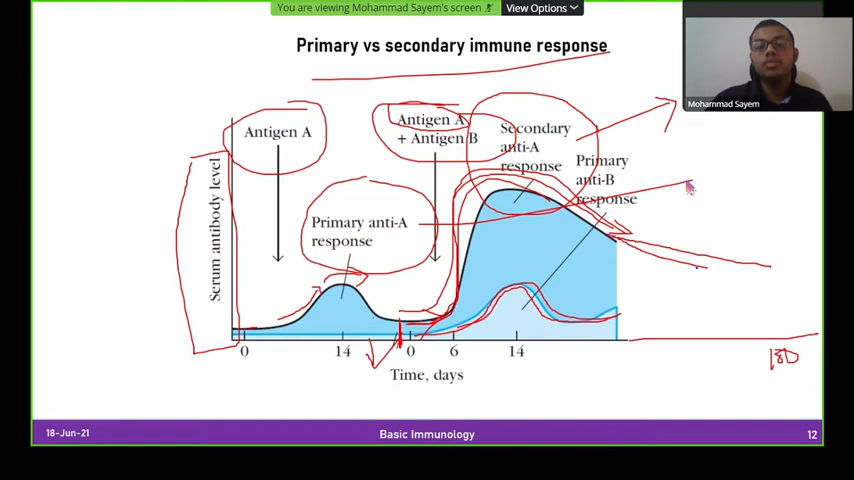 You are viewing Mohammad Sayem's screen
View Options
Primary vs secondary immune response
Mohammad Sayem
Antigen A
Antigen A
+ Antigen B
Secondary
anti-A
response
Primary
anti-B
response
Primary anti-A
response
Serum antibody level
0
14
0
6
14
Time, days
18-Jun-21
Basic Immunology
12